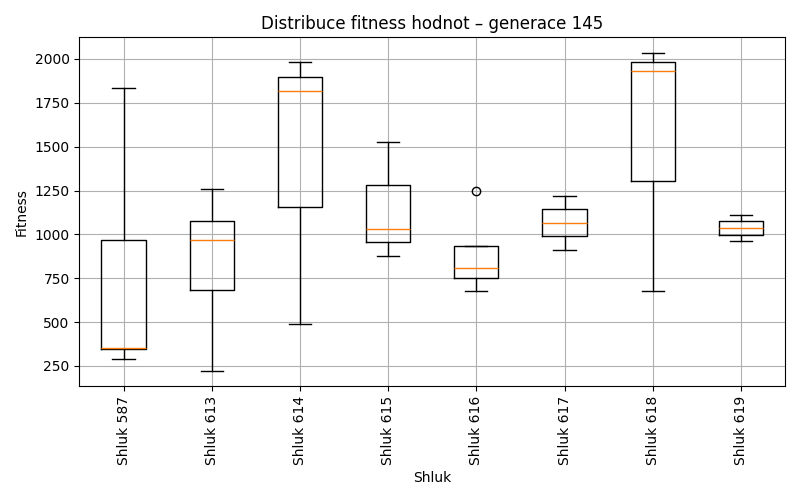 Distribuce fitness hodnot – generace 145
Fitness
2000
1750
1500
1250
1000
750
500
250
Shluk 587
Shluk 613
Shluk 614
Shluk 615
Shluk 616
Shluk 617
Shluk 618
Shluk 619
Shluk